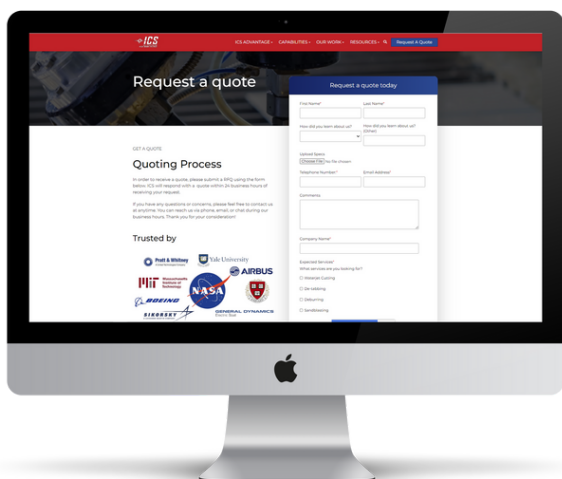 ICS
ICS ADVANTAGE
CAPABILITIES
OUR WORK
RESOURCES
Request A Quote
Request a quote
Request a quote today
First Name*
Last Name*
How did you learn about us?
How did you learn about us?
(Other)
Upload Specs
Choose File No file chosen
Telephone Number*
Email Address*
Comments
Company Name*
Expected Services*
What services are you looking for?
Waterjet Cutting
De-tabbing
Deburring
Sandblasting
GET A QUOTE
Quoting Process
In order to receive a quote, please submit a RFQ using the form
below. ICS will respond with a quote within 24 business hours of
receiving your request.
If you have any questions or concerns, please feel free to contact us
at anytime. You can reach us via phone, email, or chat during our
business hours. Thank you for your consideration!
Trusted by
Pratt & Whitney
Yale University
Massachusetts
Institute of
Technology
AIRBUS
NASA
BOEING
SIKORSKY
GENERAL DYNAMICS
Electric Boat